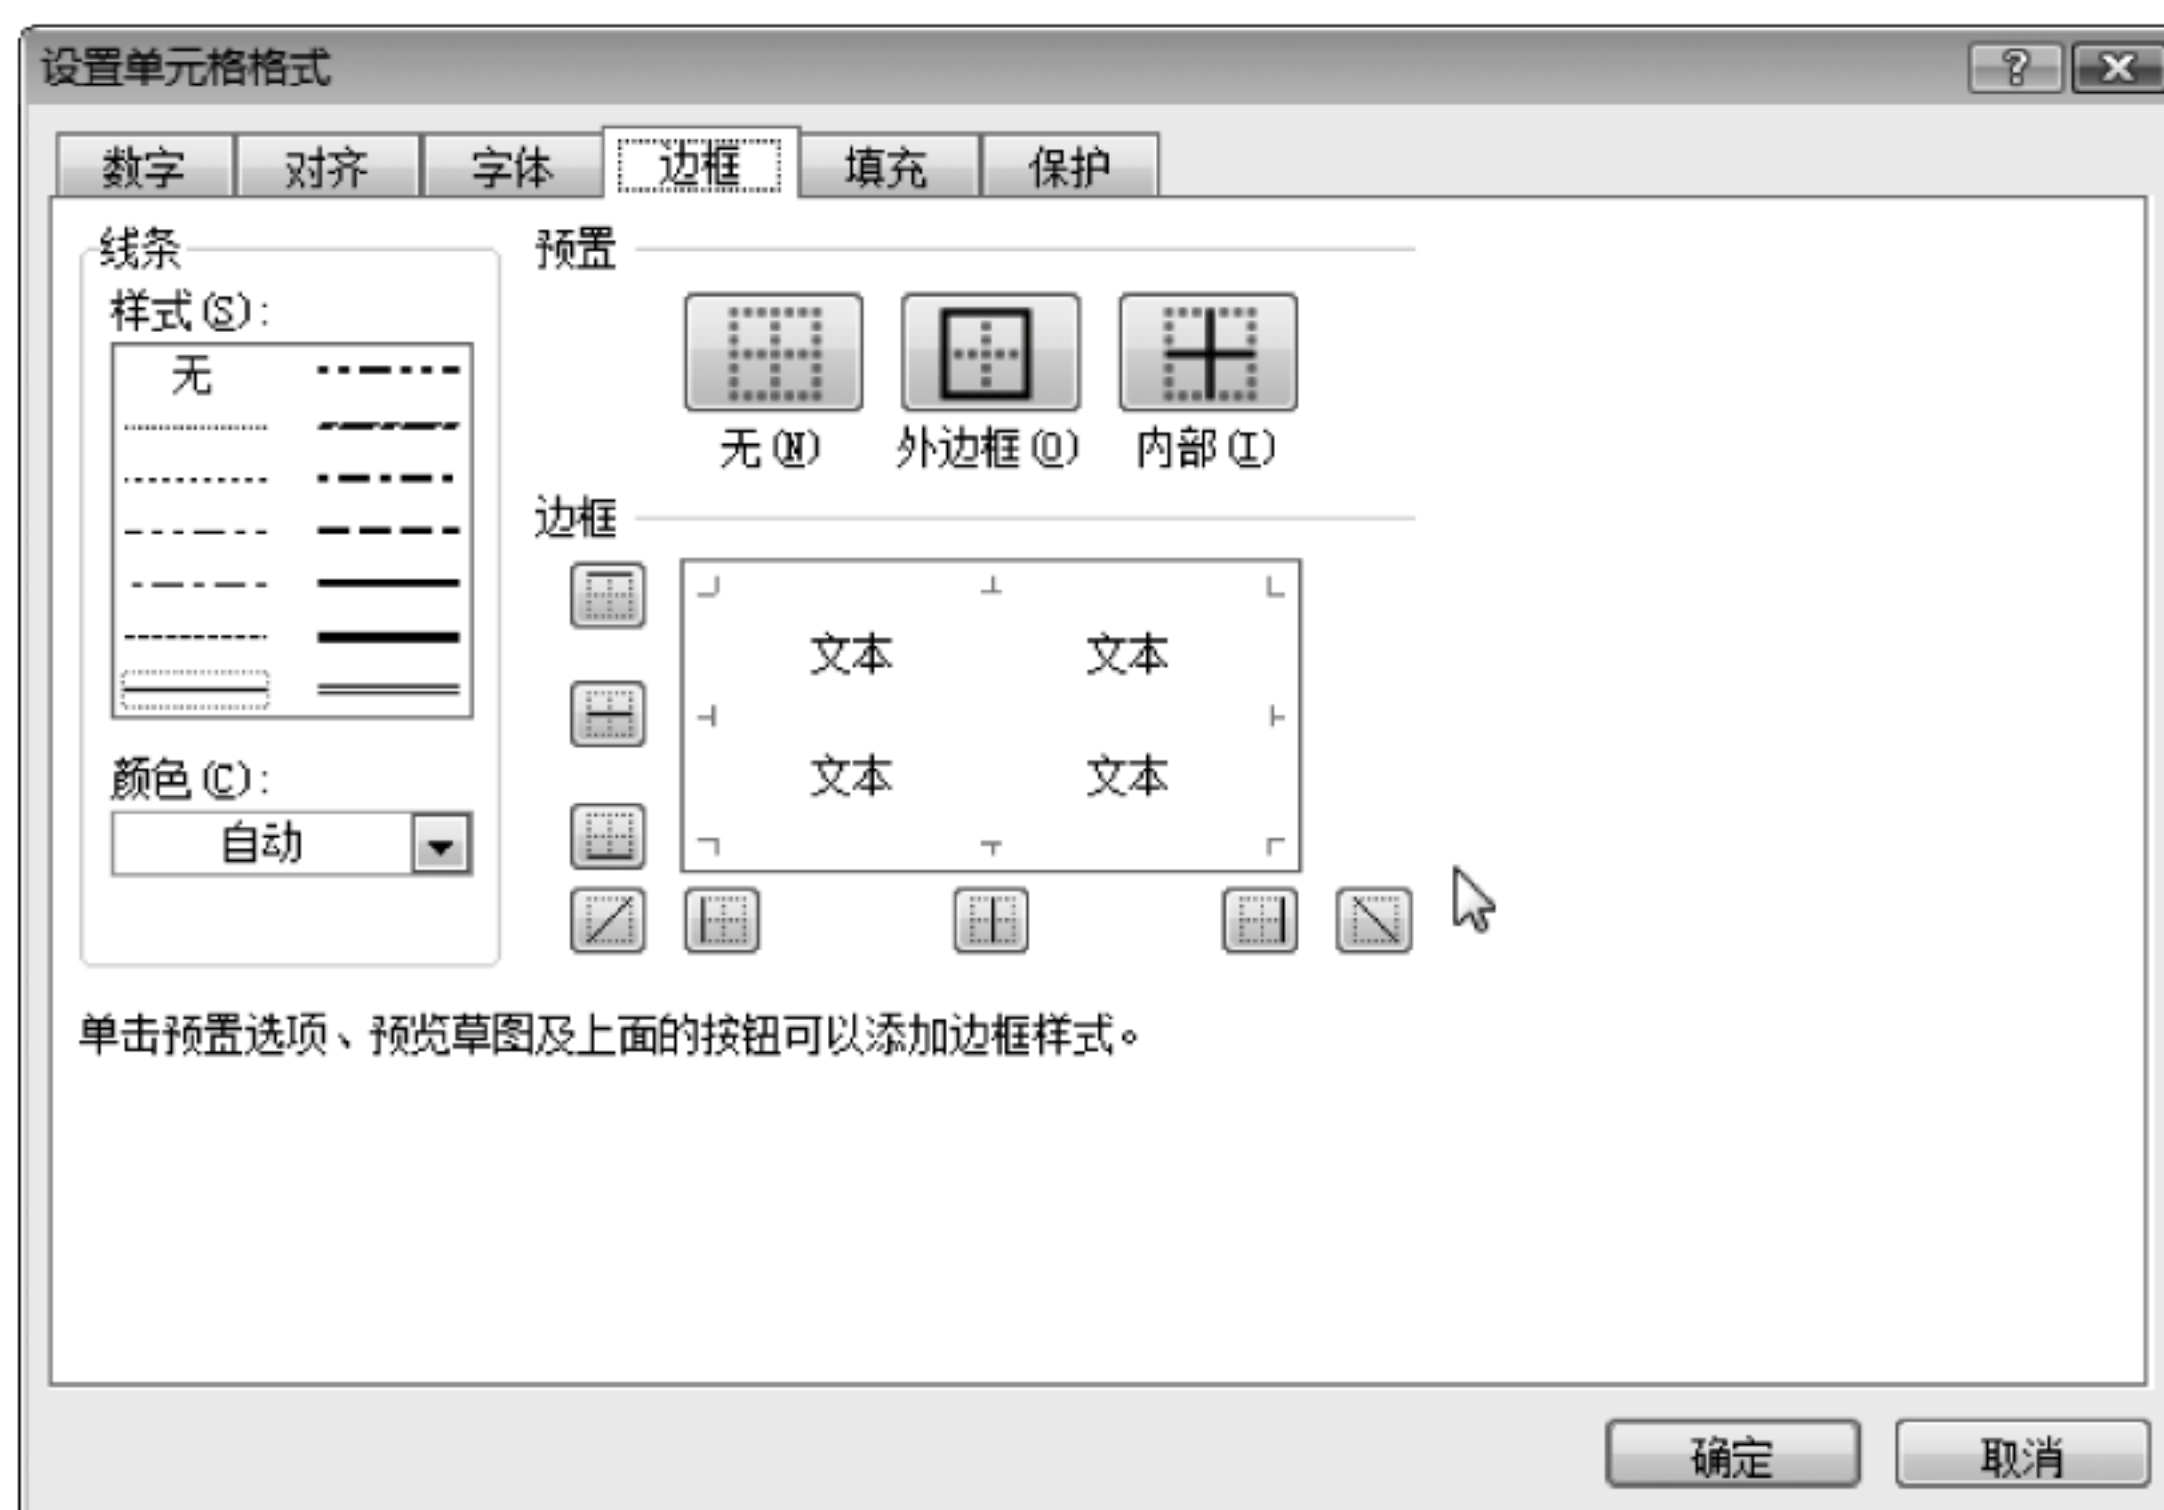 设置单元格格式
数字 对齐 字体 边框 填充 保护
线条
样式(S):
无
颜色(C):
自动
预置
无(N) 外边框(O) 内部(I)
边框
文本 文本
文本 文本
单击预置选项、预览草图及上面的按钮可以添加边框样式。
确定 取消